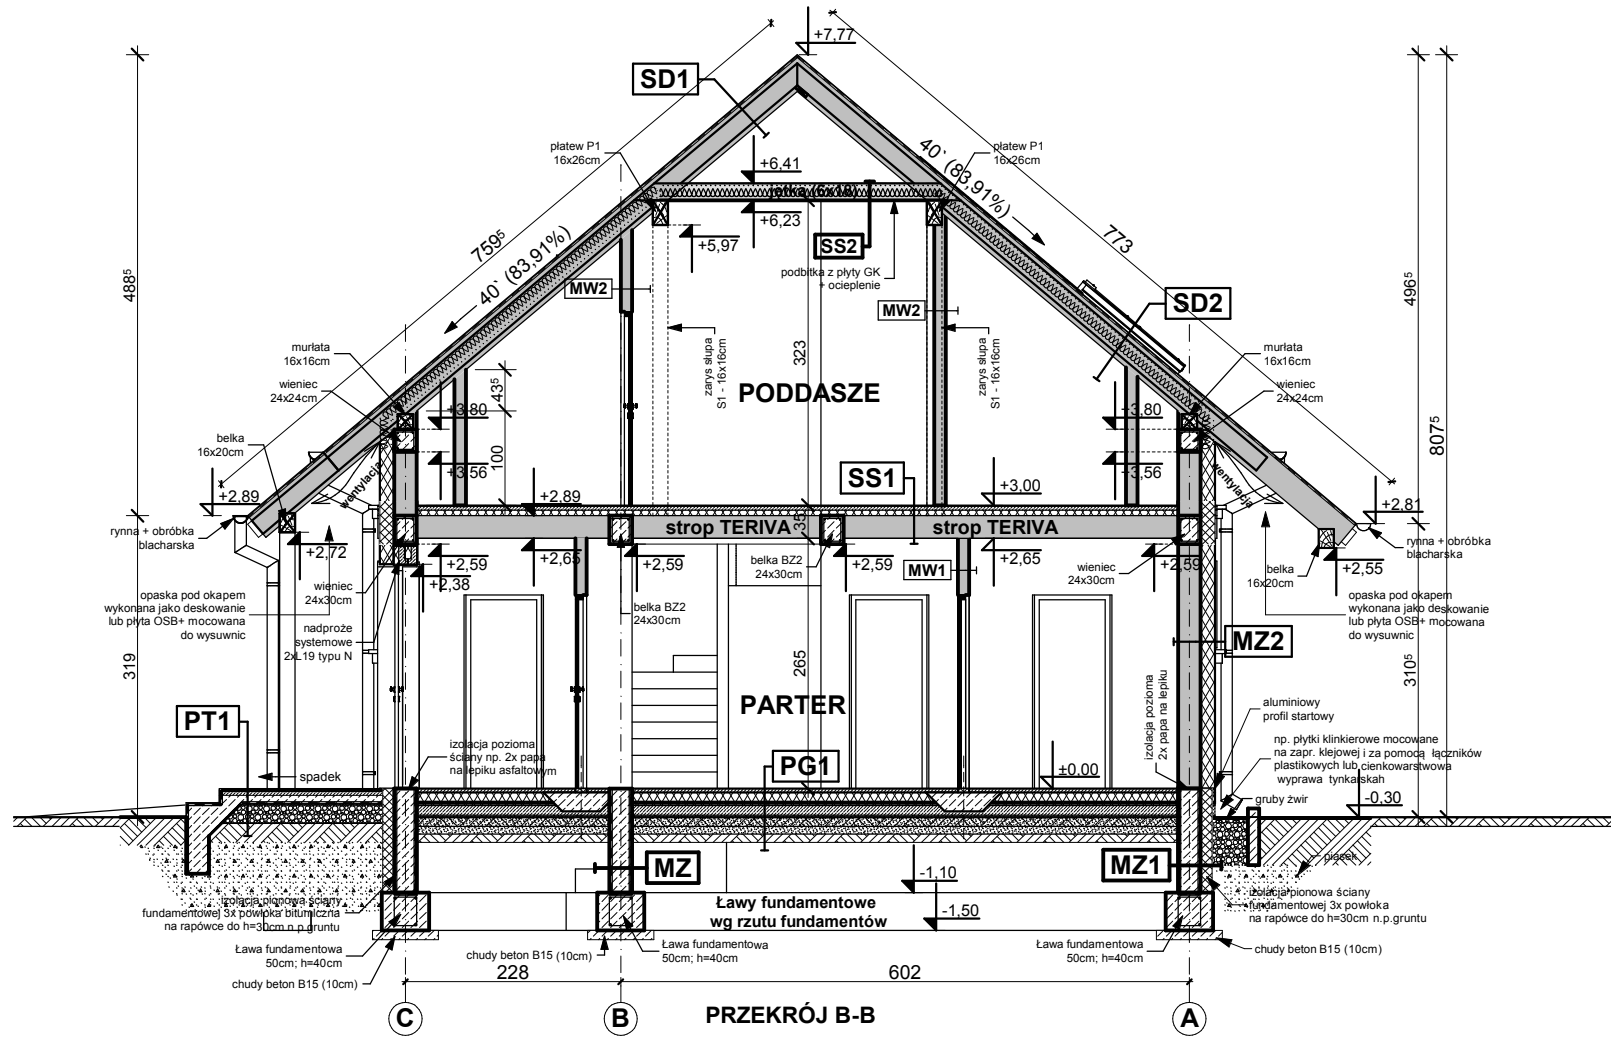 +7,77
SD1
płatew P1
16x26cm
płatew P1
16x26cm
40` (83,91%)
+6,41
jętka (6x18)
+6,23
+5,97
SS2
podbitka z płyty GK
+ ocieplenie
759⁵
40` (83,91%)
773
488⁵
496⁵
807⁵
MW2
MW2
SD2
zarys słupa
S1 - 16x16cm
323
zarys słupa
S1 - 16x16cm
PODDASZE
murłata
16x16cm
wieniec
24x24cm
murłata
16x16cm
wieniec
24x24cm
43⁵
100
+3,80
+3,56
+3,80
+3,56
belka
16x20cm
wentylacja
wentylacja
SS1
+2,89
+2,89
+3,00
+2,81
strop TERIVA
35
strop TERIVA
rynna + obróbka
blacharska
rynna + obróbka
blacharska
+2,72
+2,59
+2,38
+2,65
+2,59
belka BZ2
24x30cm
+2,59
MW1
+2,65
wieniec
24x30cm
+2,59
belka
16x20cm
+2,55
wieniec
24x30cm
opaska pod okapem
wykonana jako deskowanie
lub płyta OSB+ mocowana
do wysuwnic
opaska pod okapem
wykonana jako deskowanie
lub płyta OSB+ mocowana
do wysuwnic
belka BZ2
24x30cm
nadproże
systemowe
2xL19 typu N
MZ2
319
265
310⁵
PARTER
PT1
izolacja pozioma
ściany np. 2x papa
na lepiku asfaltowym
izolacja pozioma
2x papa na lepiku
aluminiowy
profil startowy
np. płytki klinkierowe mocowane
na zapr. klejowej i za pomocą łączników
plastikowych lub cienkowarstwowa
wyprawa tynkarskah
PG1
±0,00
spadek
gruby żwir
-0,30
MZ
MZ1
piasek
-1,10
izolacja pionowa ściany
fundamentowej 3x powłoka bitumiczna
na rapówce do h=30cm n.p.gruntu
Ławy fundamentowe
wg rzutu fundamentów
-1,50
izolacja pionowa ściany
fundamentowej 3x powłoka
na rapówce do h=30cm n.p.gruntu
Ława fundamentowa
50cm; h=40cm
chudy beton B15 (10cm)
chudy beton B15 (10cm)
Ława fundamentowa
50cm; h=40cm
Ława fundamentowa
50cm; h=40cm
chudy beton B15 (10cm)
228
602
C
B
PRZEKRÓJ B-B
A